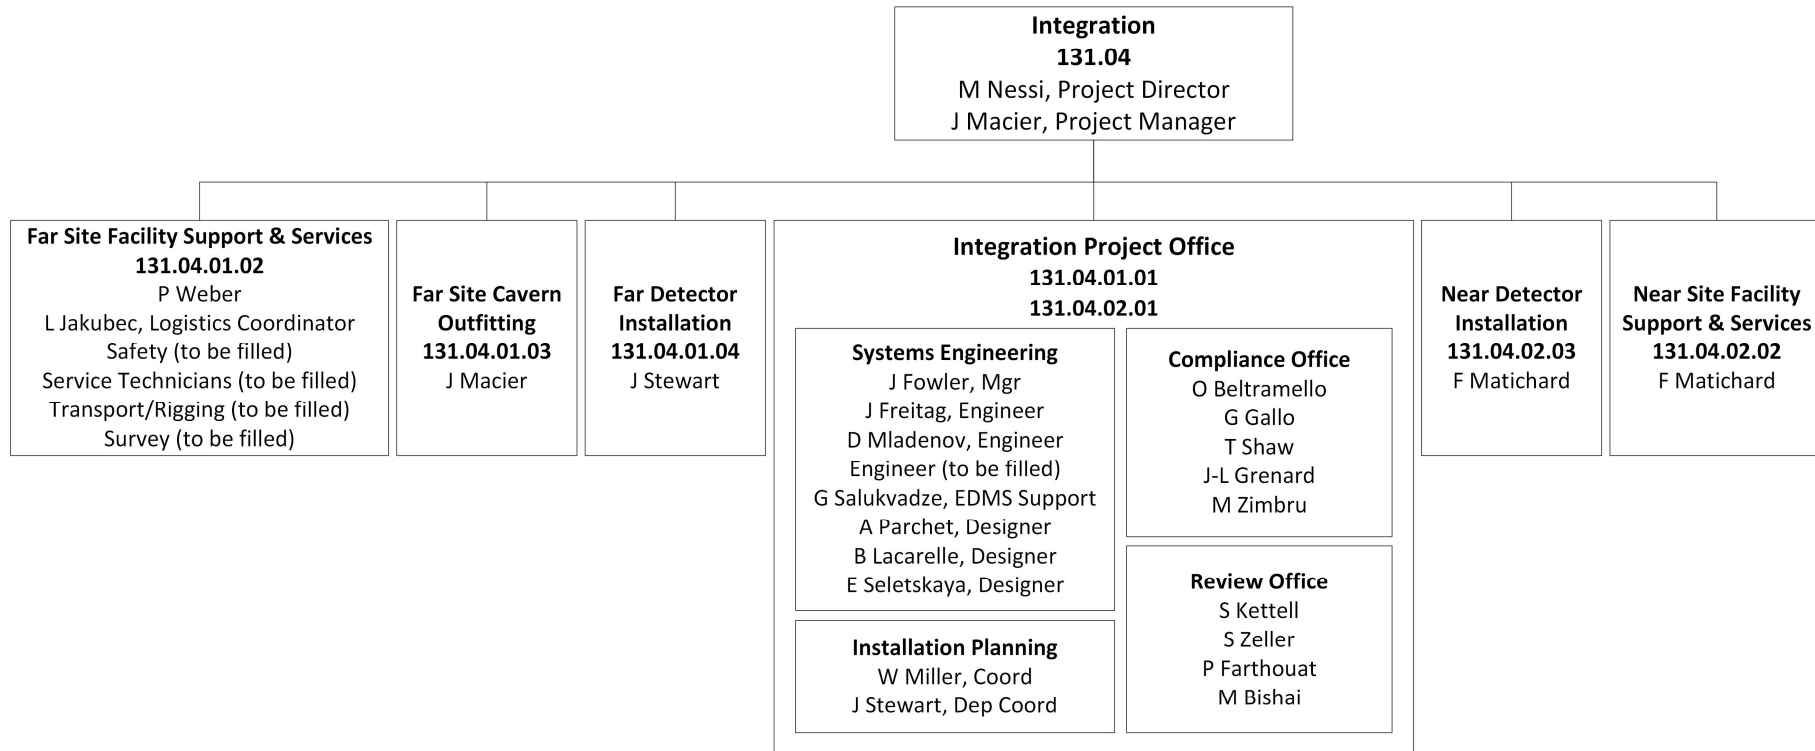 Integration
131.04
M Nessi, Project Director
J Macier, Project Manager
Far Site Facility Support & Services
131.04.01.02
P Weber
L Jakubec, Logistics Coordinator
Safety (to be filled)
Service Technicians (to be filled)
Transport/Rigging (to be filled)
Survey (to be filled)
Far Site Cavern
Outfitting
131.04.01.03
J Macier
Far Detector
Installation
131.04.01.04
J Stewart
Integration Project Office
131.04.01.01
131.04.02.01
Systems Engineering
J Fowler, Mgr
J Freitag, Engineer
D Mladenov, Engineer
Engineer (to be filled)
G Salukvadze, EDMS Support
A Parchet, Designer
B Lacarelle, Designer
E Seletskaya, Designer
Installation Planning
W Miller, Coord
J Stewart, Dep Coord
Compliance Office
O Beltramello
G Gallo
T Shaw
J-L Grenard
M Zimbru
Review Office
S Kettell
S Zeller
P Farthouat
M Bishai
Near Detector
Installation
131.04.02.03
F Matichard
Near Site Facility
Support & Services
131.04.02.02
F Matichard